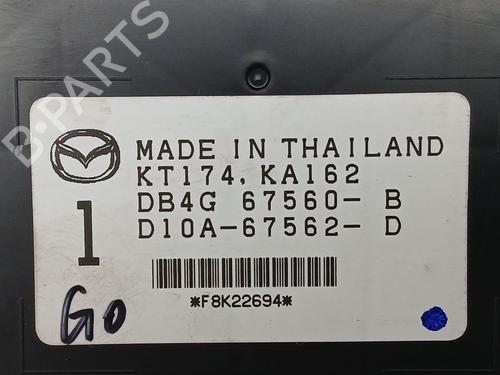 MADE IN THAILAND
KT174, KA162
DB4G 67560- B
D10A-67562- D
1
*F8K22694*
GO
B-PARTS